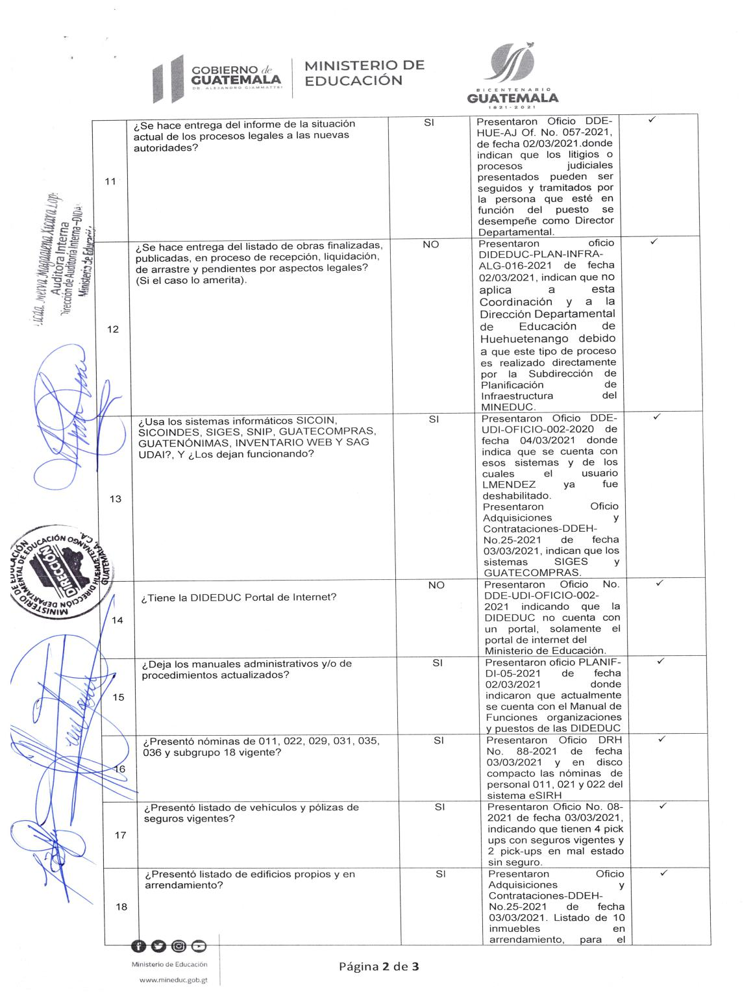 GOBIERNO de
GUATEMALA
DR. ALEJANDRO GIAMMATTEI
MINISTERIO DE
EDUCACIÓN
BICENTENARIO
GUATEMALA
1821-2021
11
¿Se hace entrega del informe de la situación
actual de los procesos legales a las nuevas
autoridades?
SI
Presentaron Oficio DDE-
HUE-AJ Of. No. 057-2021,
de fecha 02/03/2021.donde
indican que los litigios o
procesos judiciales
presentados pueden ser
seguidos y tramitados por
la persona que esté en
función del puesto se
desempeñe como Director
Departamental.
✓
12
¿Se hace entrega del listado de obras finalizadas,
publicadas, en proceso de recepción, liquidación,
de arrastre y pendientes por aspectos legales?
(Si el caso lo amerita).
NO
Presentaron oficio
DIDEDUC-PLAN-INFRA-
ALG-016-2021 de fecha
02/03/2021, indican que no
aplica a esta
Coordinación y a la
Dirección Departamental
de Educación de
Huehuetenango debido
a que este tipo de proceso
es realizado directamente
por la Subdirección de
Planificación de
Infraestructura del
MINEDUC.
✓
13
¿Usa los sistemas informáticos SICOIN,
SICOINDES, SIGES, SNIP, GUATECOMPRAS,
GUATENÓNIMAS, INVENTARIO WEB Y SAG
UDAI?, Y ¿Los dejan funcionando?
SI
Presentaron Oficio DDE-
UDI-OFICIO-002-2020 de
fecha 04/03/2021 donde
indica que se cuenta con
esos sistemas y de los
cuales el usuario
LMENDEZ ya fue
deshabilitado.
Presentaron Oficio
Adquisiciones y
Contrataciones-DDEH-
No.25-2021 de fecha
03/03/2021, indican que los
sistemas SIGES y
GUATECOMPRAS.
✓
14
¿Tiene la DIDEDUC Portal de Internet?
NO
Presentaron Oficio No.
DDE-UDI-OFICIO-002-
2021 indicando que la
DIDEDUC no cuenta con
un portal, solamente el
portal de internet del
Ministerio de Educación.
✓
15
¿Deja los manuales administrativos y/o de
procedimientos actualizados?
SI
Presentaron oficio PLANIF-
DI-05-2021 de fecha
02/03/2021 donde
indicaron que actualmente
se cuenta con el Manual de
Funciones organizaciones
y puestos de las DIDEDUC
✓
16
¿Presentó nóminas de 011, 022, 029, 031, 035,
036 y subgrupo 18 vigente?
SI
Presentaron Oficio DRH
No. 88-2021 de fecha
03/03/2021 y en disco
compacto las nóminas de
personal 011, 021 y 022 del
sistema eSIRH
✓
17
¿Presentó listado de vehículos y pólizas de
seguros vigentes?
SI
Presentaron Oficio No. 08-
2021 de fecha 03/03/2021,
indicando que tienen 4 pick
ups con seguros vigentes y
2 pick-ups en mal estado
sin seguro.
✓
18
¿Presentó listado de edificios propios y en
arrendamiento?
SI
Presentaron Oficio
Adquisiciones y
Contrataciones-DDEH-
No.25-2021 de fecha
03/03/2021. Listado de 10
inmuebles en
arrendamiento, para el
✓
Auditora Interna
Dirección de Auditoria Interna-DIDA
Ministerio de Educació
MINISTERIO DE EDUCACIÓN
DIRECCIÓN DEPARTAMENTAL DE EDUCACIÓN
DIRECCIÓN
HUEHUETENANGO
GUATEMALA, C.A.
Ministerio de Educación
www.mineduc.gob.gt
Página 2 de 3